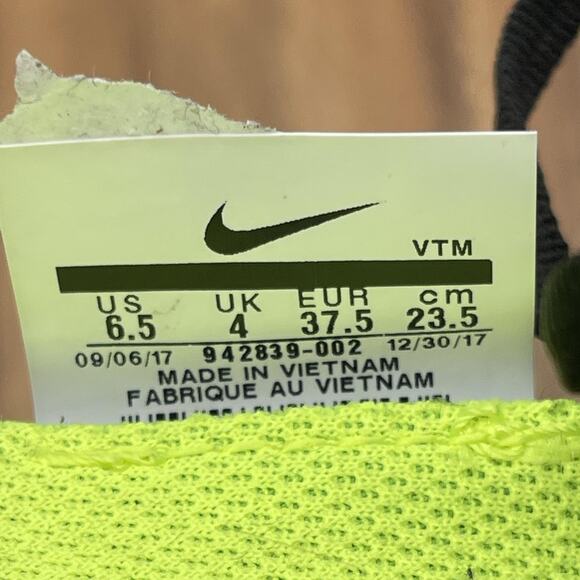 VTM
US UK EUR cm
6.5 4 37.5 23.5
09/06/17 942839-002 12/30/17
MADE IN VIETNAM
FABRIQUE AU VIETNAM